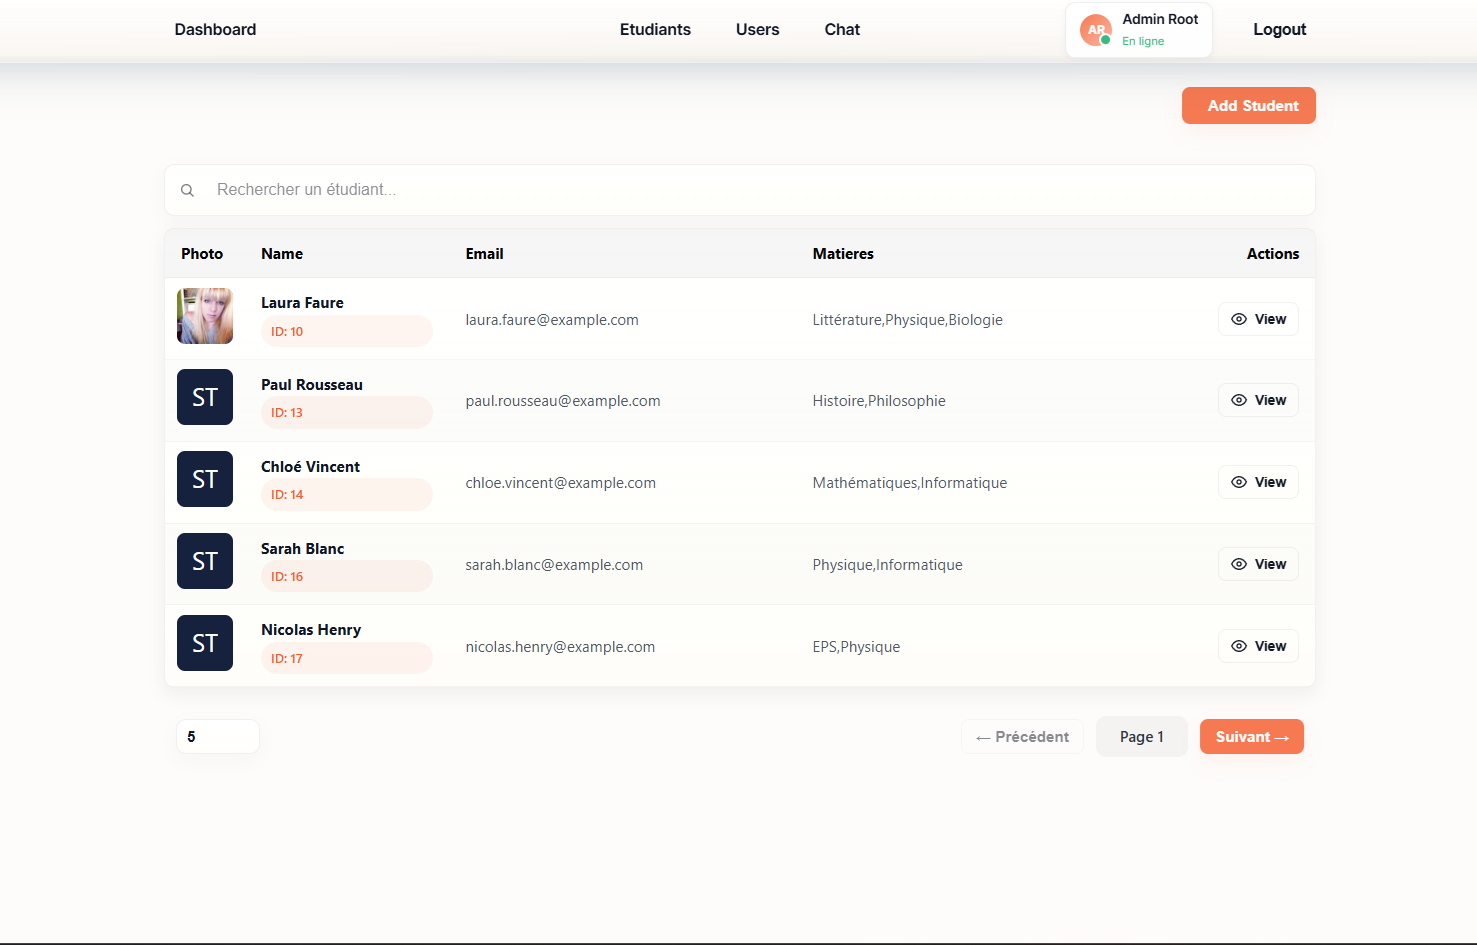 Dashboard
Etudiants
Users
Chat
AR
Admin Root
En ligne
Logout
Add Student
Rechercher un étudiant...
Photo Name Email Matieres Actions
Laura Faure
ID: 10
laura.faure@example.com
Littérature,Physique,Biologie
View
ST
Paul Rousseau
ID: 13
paul.rousseau@example.com
Histoire,Philosophie
View
ST
Chloé Vincent
ID: 14
chloe.vincent@example.com
Mathématiques,Informatique
View
ST
Sarah Blanc
ID: 16
sarah.blanc@example.com
Physique,Informatique
View
ST
Nicolas Henry
ID: 17
nicolas.henry@example.com
EPS,Physique
View
5
← Précédent
Page 1
Suivant →